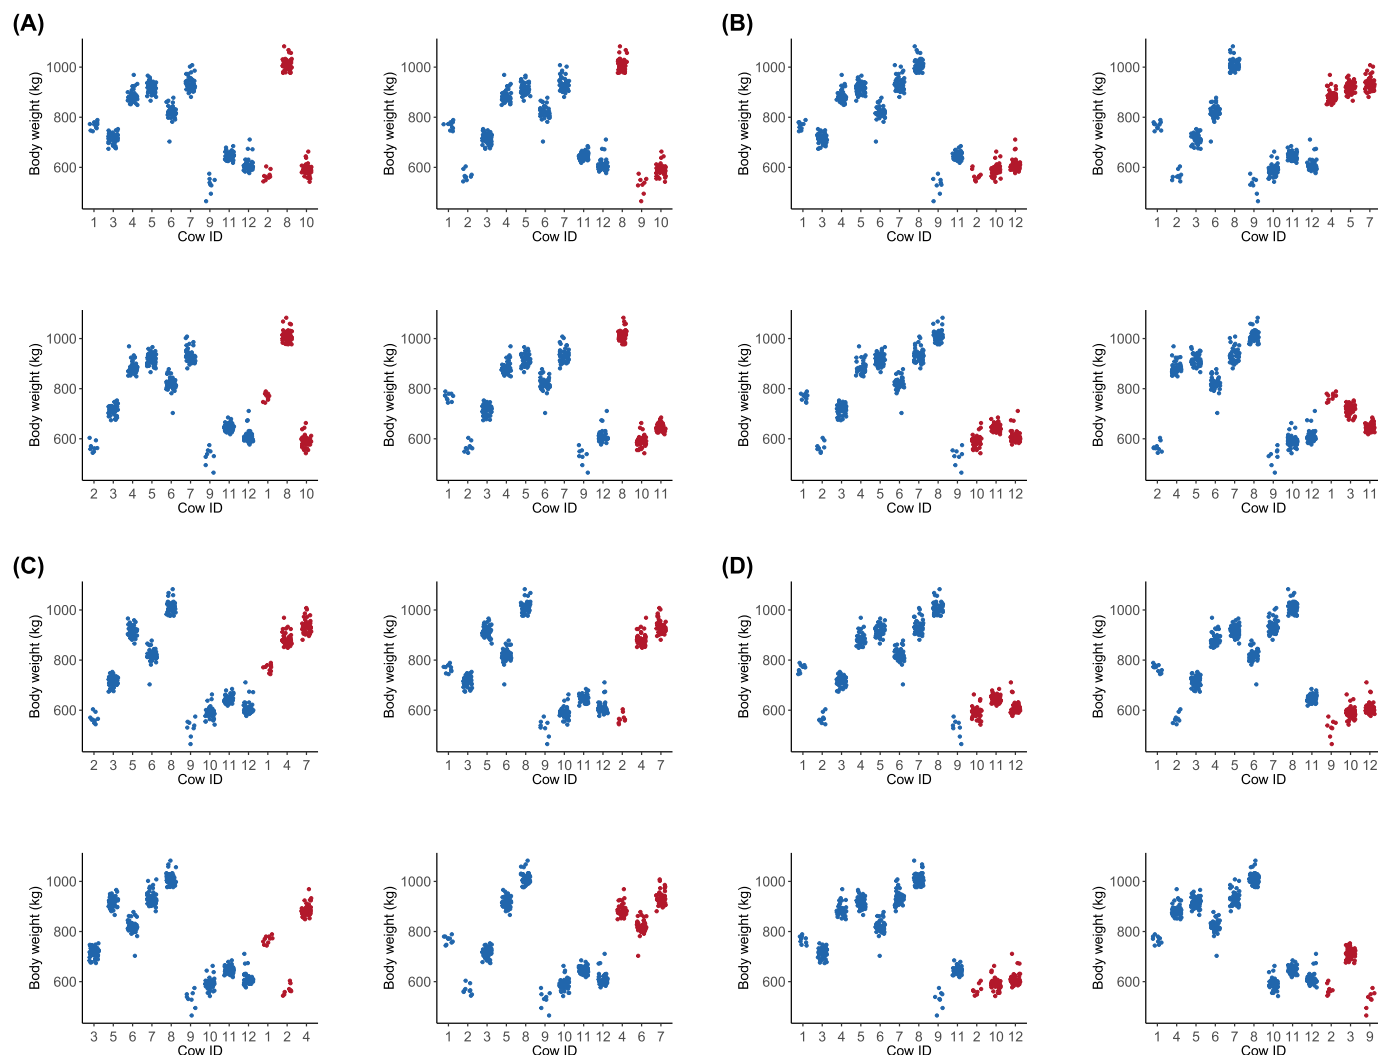 (A)
(B)
1000
800
600
Body weight (kg)
1 3 4 5 6 7 9 11 12 2 8 10
Cow ID
1000
800
600
Body weight (kg)
1 2 3 4 5 6 7 11 12 8 9 10
Cow ID
1000
800
600
Body weight (kg)
1 3 4 5 6 7 8 9 11 2 10 12
Cow ID
1000
800
600
Body weight (kg)
1 2 3 6 8 9 10 11 12 4 5 7
Cow ID
1000
800
600
Body weight (kg)
2 3 4 5 6 7 9 11 12 1 8 10
Cow ID
1000
800
600
Body weight (kg)
1 2 3 4 5 6 7 9 12 8 10 11
Cow ID
1000
800
600
Body weight (kg)
1 2 3 4 5 6 7 8 9 10 11 12
Cow ID
1000
800
600
Body weight (kg)
2 4 5 6 7 8 9 10 12 1 3 11
Cow ID
(C)
(D)
1000
800
600
Body weight (kg)
2 3 5 6 8 9 10 11 12 1 4 7
Cow ID
1000
800
600
Body weight (kg)
1 3 5 6 8 9 10 11 12 2 4 7
Cow ID
1000
800
600
Body weight (kg)
1 2 3 4 5 6 7 8 9 10 11 12
Cow ID
1000
800
600
Body weight (kg)
1 2 3 4 5 6 7 8 11 9 10 12
Cow ID
1000
800
600
Body weight (kg)
3 5 6 7 8 9 10 11 12 1 2 4
Cow ID
1000
800
600
Body weight (kg)
1 2 3 5 8 9 10 11 12 4 6 7
Cow ID
1000
800
600
Body weight (kg)
1 3 4 5 6 7 8 9 11 2 10 12
Cow ID
1000
800
600
Body weight (kg)
1 4 5 6 7 8 10 11 12 2 3 9
Cow ID